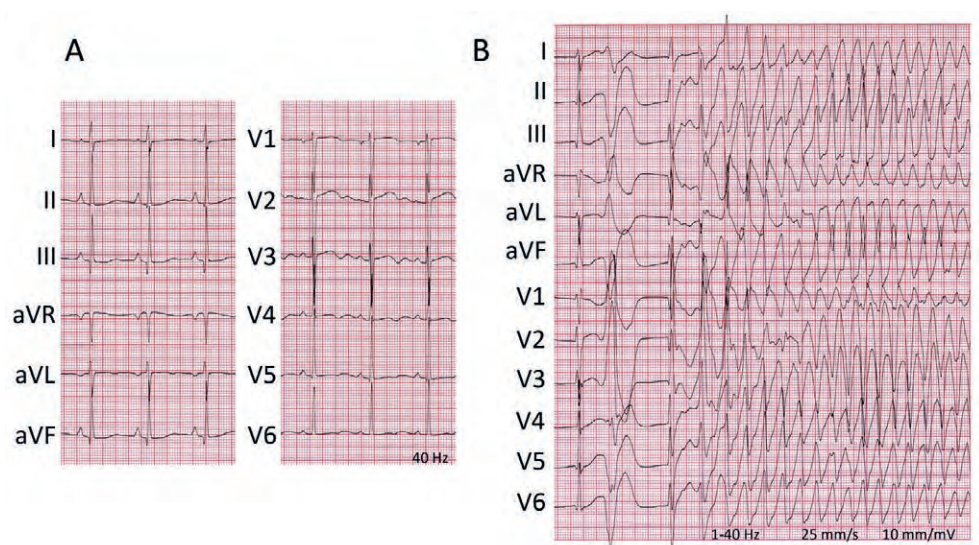 A
I
II
III
aVR
aVL
aVF
V1
V2
V3
V4
V5
V6
40 Hz
B
I
II
III
aVR
aVL
aVF
V1
V2
V3
V4
V5
V6
1-40 Hz 25 mm/s 10 mm/mV